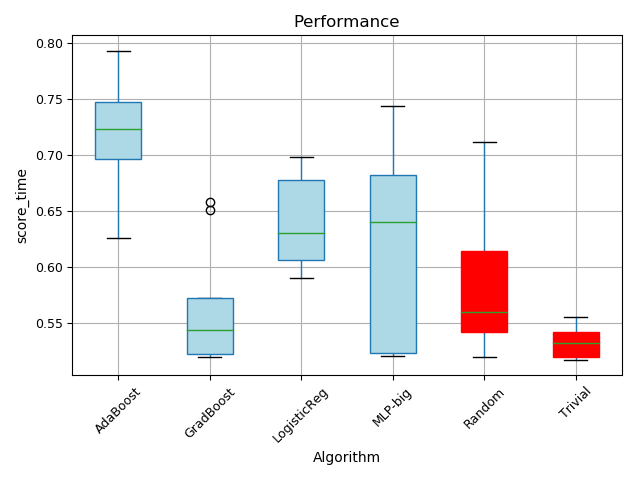 Performance
score_time
0.80
0.75
0.70
0.65
0.60
0.55
AdaBoost
GradBoost
LogisticReg
MLP-big
Random
Trivial
Algorithm